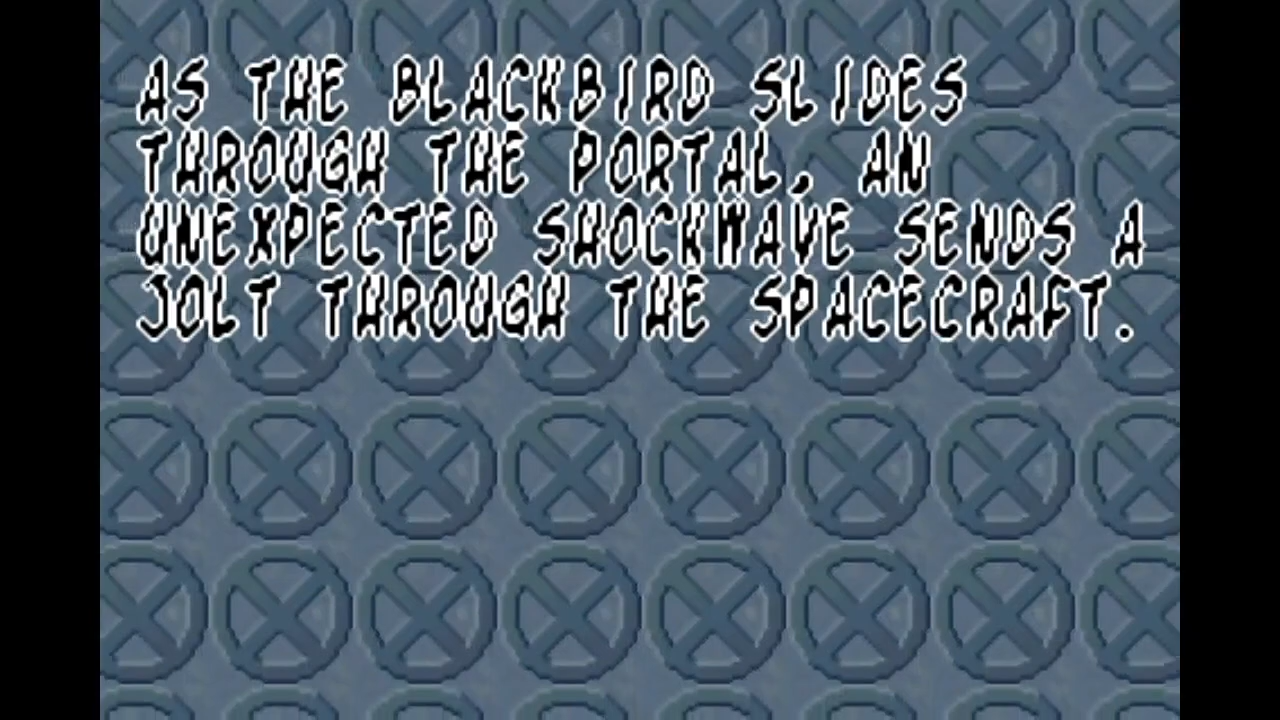 AS THE BLACKBIRD SLIDES
THROUGH THE PORTAL, AN
UNEXPECTED SHOCKWAVE SENDS A
JOLT THROUGH THE SPACECRAFT.